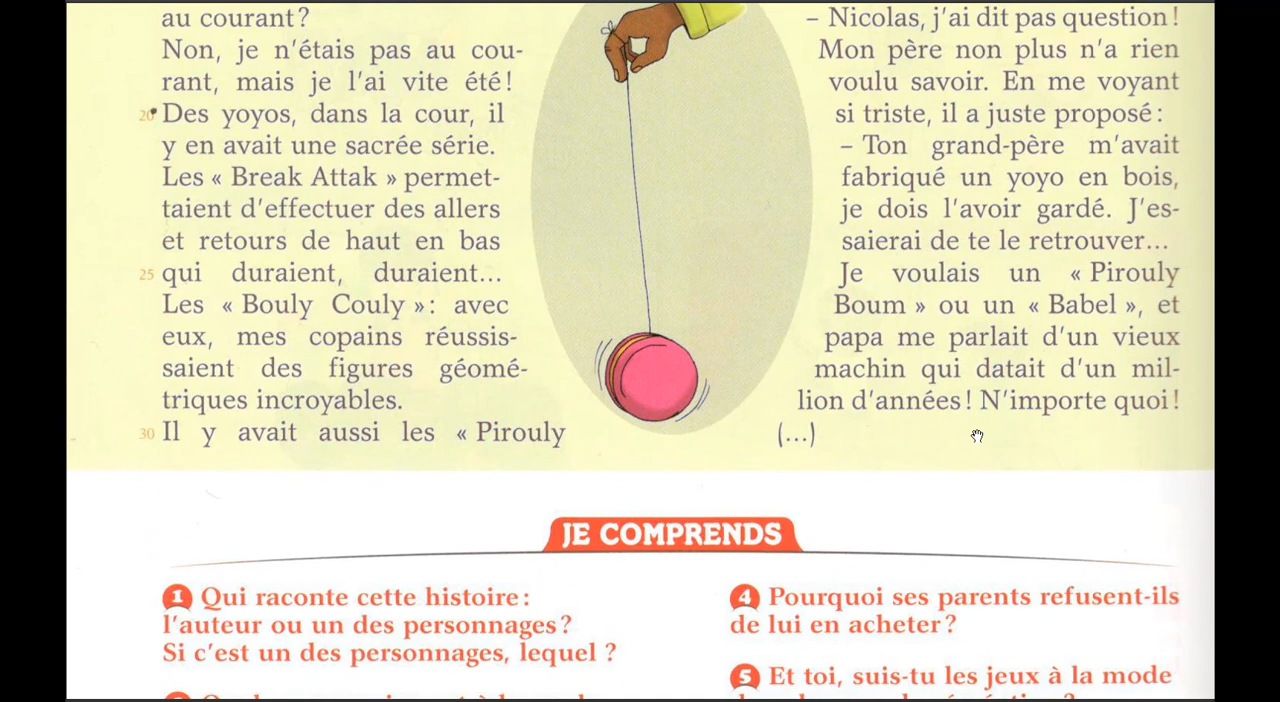 au courant?
Non, je n'étais pas au cou-
rant, mais je l'ai vite été!
20 Des yoyos, dans la cour, il
y en avait une sacrée série.
Les « Break Attak » permet-
taient d'effectuer des allers
et retours de haut en bas
25 qui duraient, duraient...
Les « Bouly Couly »: avec
eux, mes copains réussis-
saient des figures géomé-
triques incroyables.
30 Il y avait aussi les « Pirouly
– Nicolas, j'ai dit pas question!
Mon père non plus n'a rien
voulu savoir. En me voyant
si triste, il a juste proposé:
– Ton grand-père m'avait
fabriqué un yoyo en bois,
je dois l'avoir gardé. J'es-
saierai de te le retrouver...
Je voulais un « Pirouly
Boum » ou un « Babel », et
papa me parlait d'un vieux
machin qui datait d'un mil-
lion d'années! N'importe quoi!
(...)
JE COMPRENDS
1 Qui raconte cette histoire:
l'auteur ou un des personnages?
Si c'est un des personnages, lequel ?
4 Pourquoi ses parents refusent-ils
de lui en acheter?
5 Et toi, suis-tu les jeux à la mode